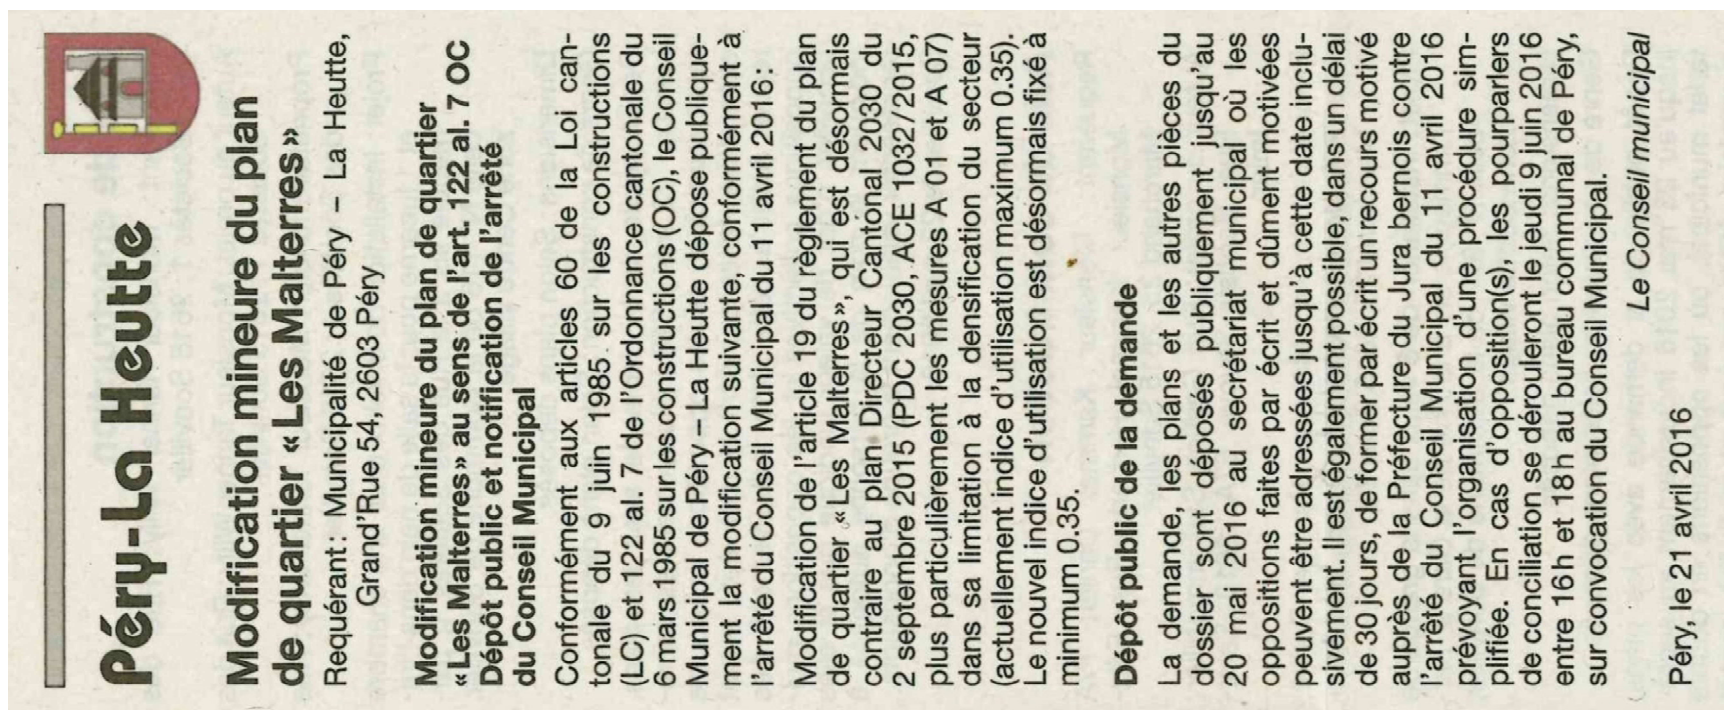 Péry-La Heutte
Modification mineure du plan
de quartier «Les Malterres»
Requérant: Municipalité de Péry – La Heutte,
Grand'Rue 54, 2603 Péry
Modification mineure du plan de quartier
«Les Malterres» au sens de l'art. 122 al. 7 OC
Dépôt public et notification de l'arrêté
du Conseil Municipal
Conformément aux articles 60 de la Loi can-
tonale du 9 juin 1985 sur les constructions
(LC) et 122 al. 7 de l'Ordonnance cantonale du
6 mars 1985 sur les constructions (OC), le Conseil
Municipal de Péry – La Heutte dépose publique-
ment la modification suivante, conformément à
l'arrêté du Conseil Municipal du 11 avril 2016:
Modification de l'article 19 du règlement du plan
de quartier «Les Malterres», qui est désormais
contraire au plan Directeur Cantonal 2030 du
2 septembre 2015 (PDC 2030, ACE 1032/2015,
plus particulièrement les mesures A 01 et A 07)
dans sa limitation à la densification du secteur
(actuellement indice d'utilisation maximum 0.35).
Le nouvel indice d'utilisation est désormais fixé à
minimum 0.35.
Dépôt public de la demande
La demande, les plans et les autres pièces du
dossier sont déposés publiquement jusqu'au
20 mai 2016 au secrétariat municipal où les
oppositions faites par écrit et dûment motivées
peuvent être adressées jusqu'à cette date inclu-
sivement. Il est également possible, dans un délai
de 30 jours, de former par écrit un recours motivé
auprès de la Préfecture du Jura bernois contre
l'arrêté du Conseil Municipal du 11 avril 2016
prévoyant l'organisation d'une procédure sim-
plifiée. En cas d'opposition(s), les pourparlers
de conciliation se dérouleront le jeudi 9 juin 2016
entre 16h et 18h au bureau communal de Péry,
sur convocation du Conseil Municipal.
Le Conseil municipal
Péry, le 21 avril 2016